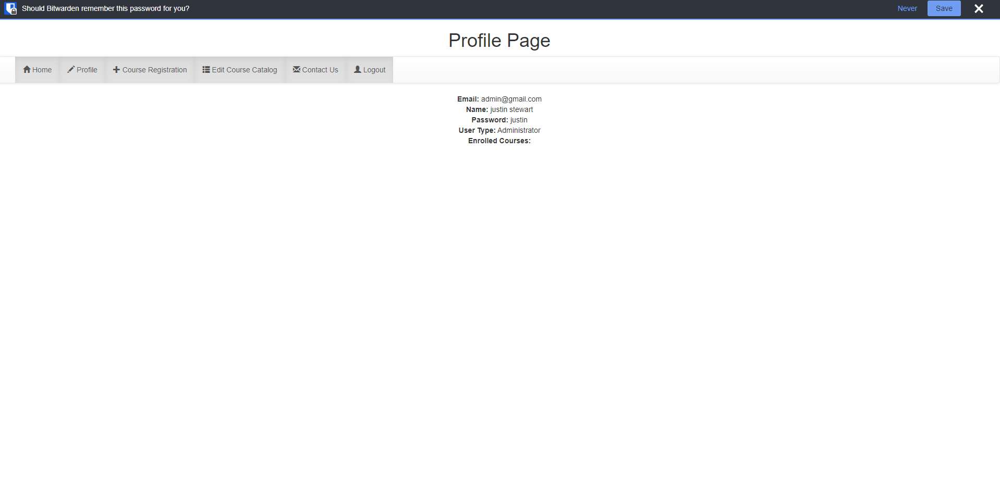 Should Bitwarden remember this password for you?
Never
Save
Profile Page
Home
Profile
Course Registration
Edit Course Catalog
Contact Us
Logout
Email: admin@gmail.com
Name: justin stewart
Password: justin
User Type: Administrator
Enrolled Courses: